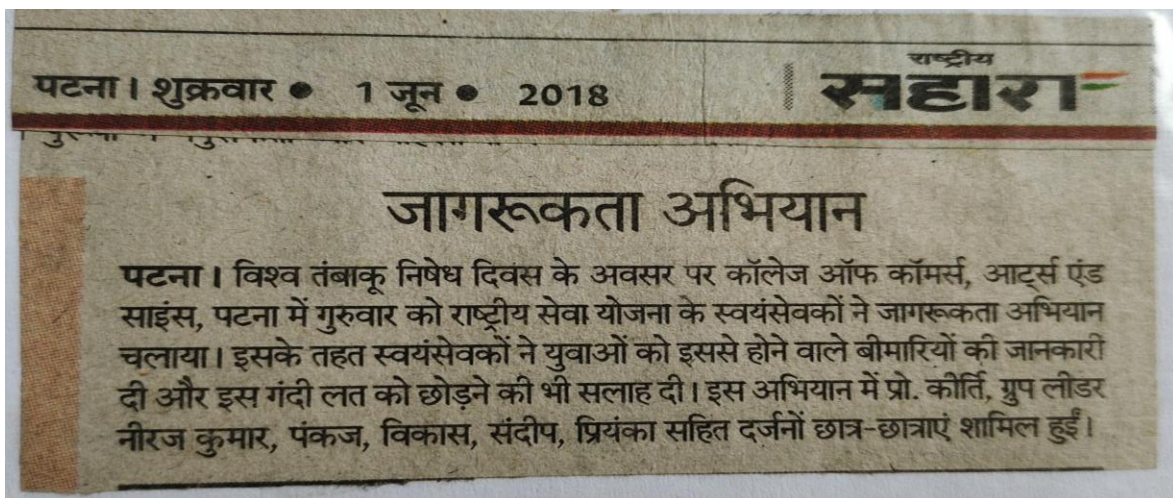 पटना । शुक्रवार ● 1 जून ● 2018 राष्ट्रीय सहारा
जागरूकता अभियान
पटना । विश्व तंबाकू निषेध दिवस के अवसर पर कॉलेज ऑफ कॉमर्स, आर्ट्स एंड
साइंस, पटना में गुरुवार को राष्ट्रीय सेवा योजना के स्वयंसेवकों ने जागरूकता अभियान
चलाया । इसके तहत स्वयंसेवकों ने युवाओं को इससे होने वाले बीमारियों की जानकारी
दी और इस गंदी लत को छोड़ने की भी सलाह दी । इस अभियान में प्रो. कीर्ति, ग्रुप लीडर
नीरज कुमार, पंकज, विकास, संदीप, प्रियंका सहित दर्जनों छात्र-छात्राएं शामिल हुईं ।